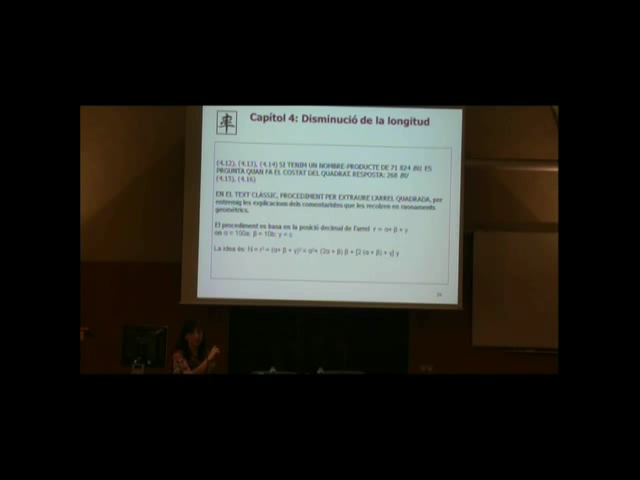 Capítol 4: Disminució de la longitud
(4.12), (4.13), (4.14) SI TENIM UN NOMBRE-PRODUCTE DE 71 824 BU ES
PRGUNTA QUAN FA EL COSTAT DEL QUADRAT. RESPOSTA: 268 BU
(4.15), (4.16)
EN EL TEXT CLÀSSIC, PROCEDIMENT PER EXTRAURE L'ARREL QUADRADA, per
entremig les explicacions dels comentaristes que les recolzen en raonaments
geomètrics.
El procediment es basa en la posició decimal de l'arrel r = α+ β + γ
on α = 100a; β = 10b; γ = c
La idea és: N = r² = (α+ β + γ)² = α²+ (2α + β) β + [2 (α + β) + γ] γ